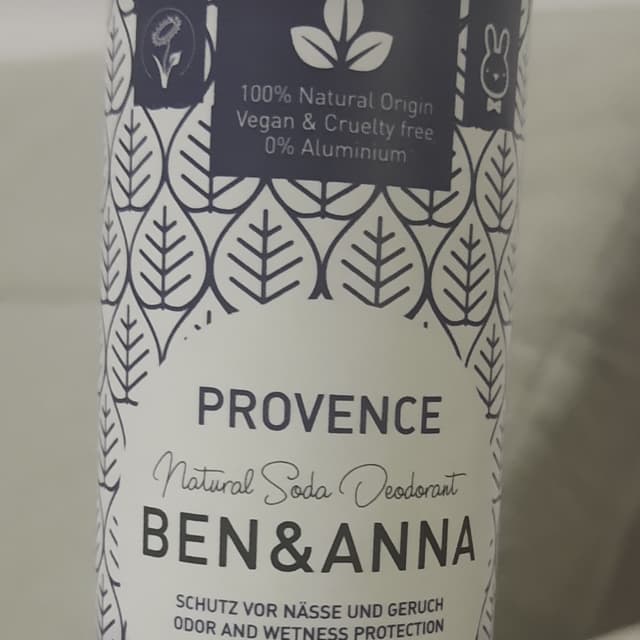 100% Natural Origin
Vegan & Cruelty free
0% Aluminium
PROVENCE
Natural Soda Deodorant
BEN&ANNA
SCHUTZ VOR NÄSSE UND GERUCH
ODOR AND WETNESS PROTECTION